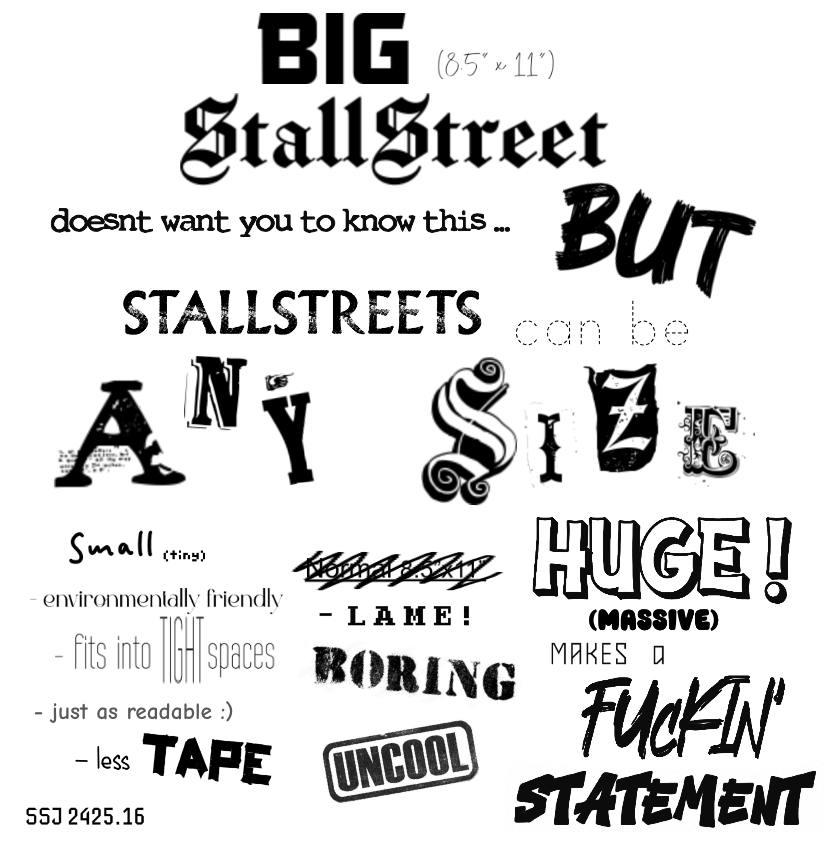 BIG (8.5" x 11")
StallStreet
doesnt want you to know this ... BUT
STALLSTREETS can be
ANY SIZE
Small (tiny)
- environmentally friendly
- fits into TIGHT spaces
- just as readable :)
- less TAPE
Normal 8.5"x11"
- LAME!
BORING
UNCOOL
HUGE!
(MASSIVE)
MAKES a
FUCKIN'
STATEMENT
SSJ 2425.16